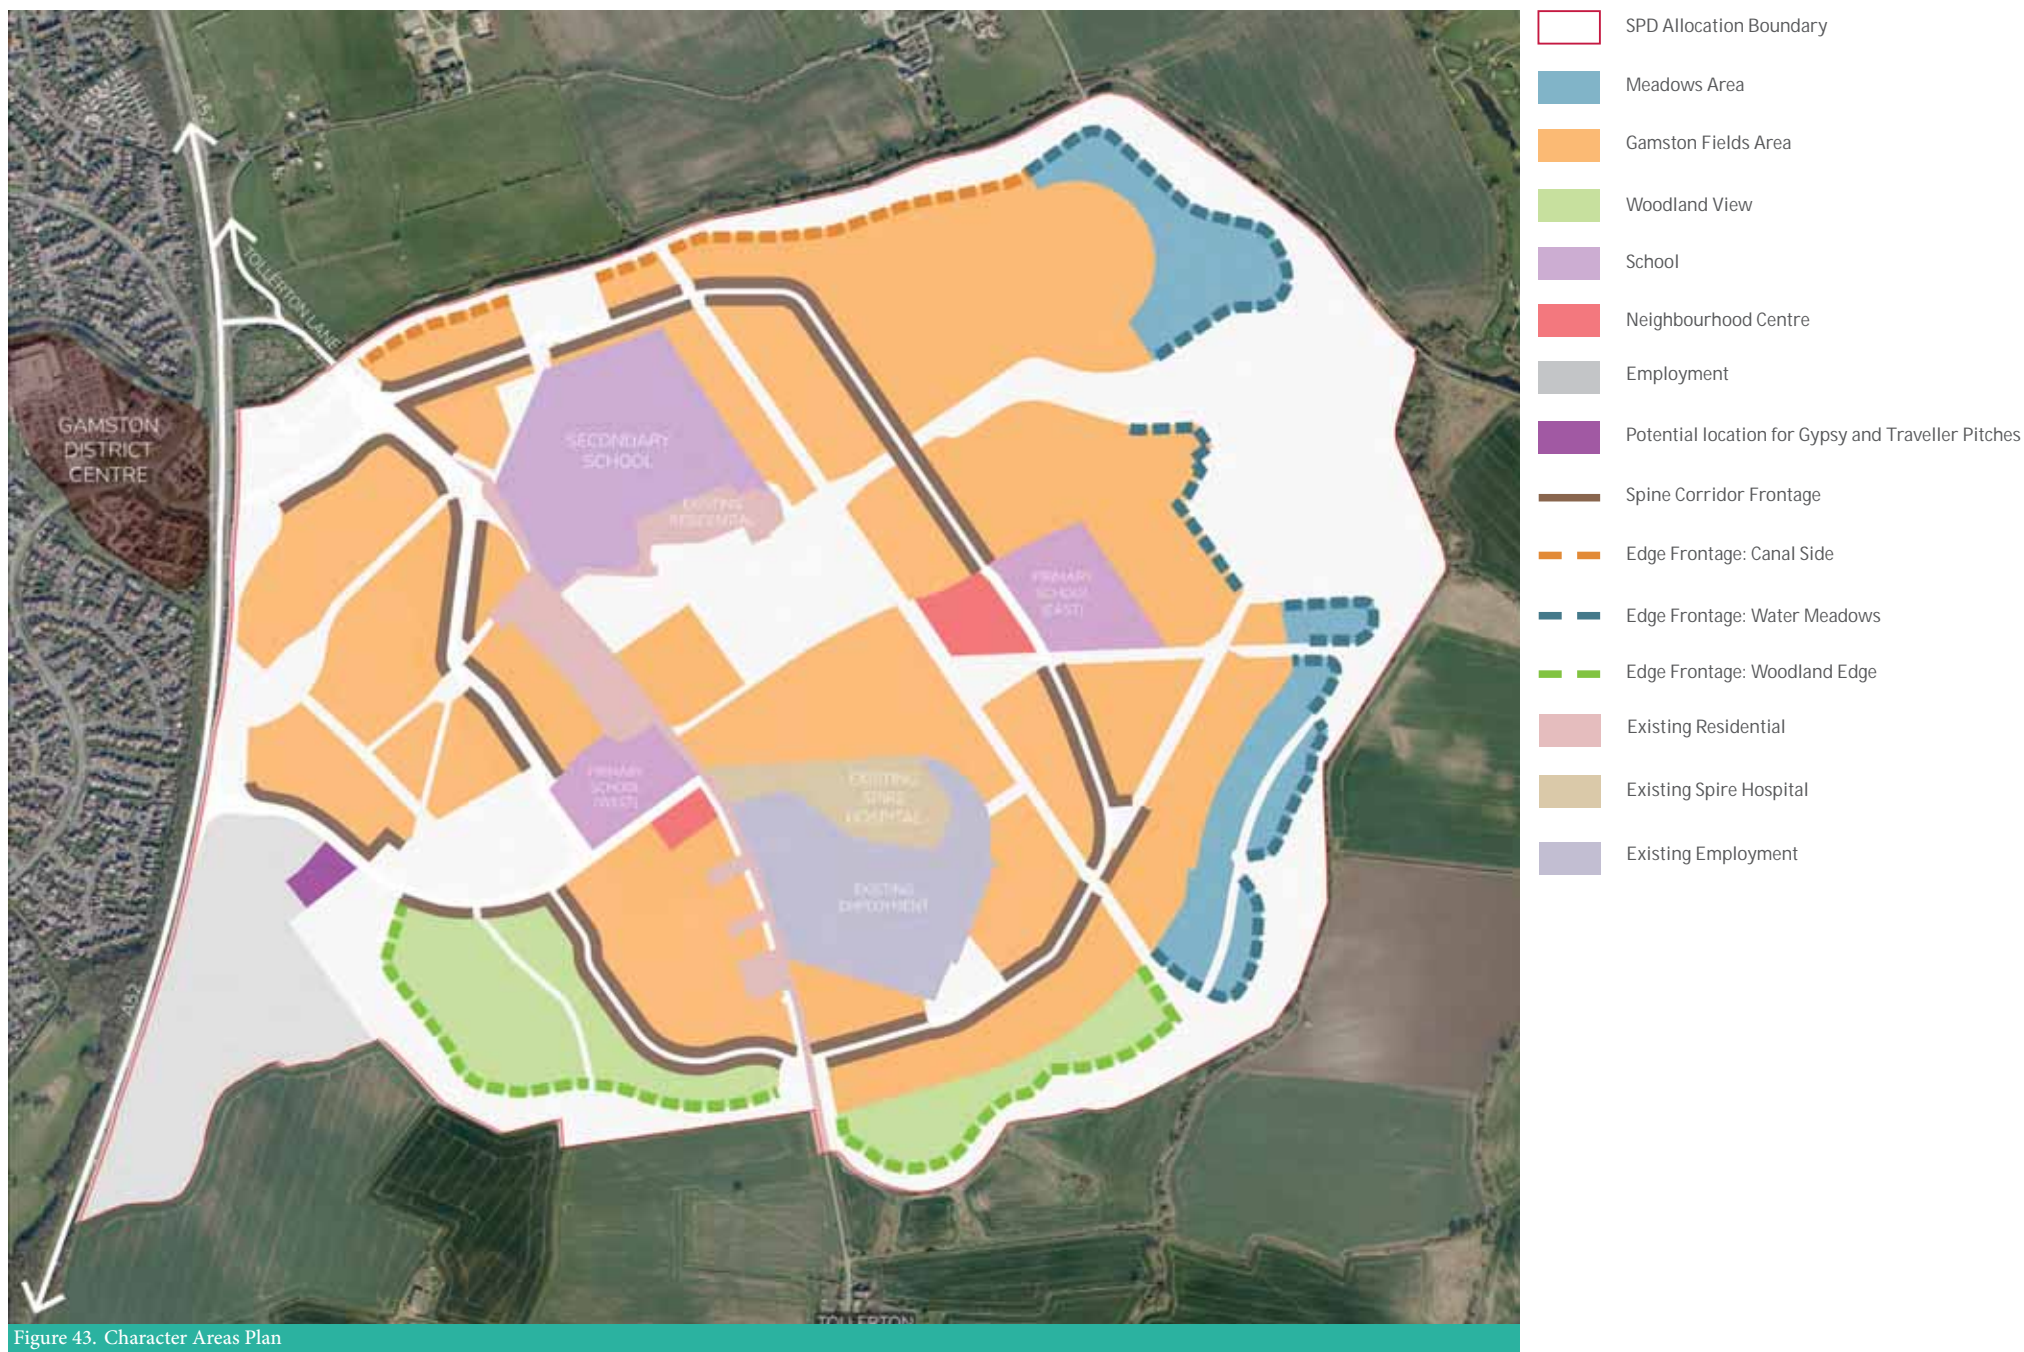 A52
TOLLERTON LANE
GAMSTON
DISTRICT
CENTRE
SECONDARY
SCHOOL
EXISTING
RESIDENTIAL
PRIMARY
SCHOOL
(EAST)
PRIMARY
SCHOOL
(WEST)
EXISTING
SPIRE
HOSPITAL
EXISTING
EMPLOYMENT
A52
TOLLERTON
Figure 43. Character Areas Plan
SPD Allocation Boundary
Meadows Area
Gamston Fields Area
Woodland View
School
Neighbourhood Centre
Employment
Potential location for Gypsy and Traveller Pitches
Spine Corridor Frontage
Edge Frontage: Canal Side
Edge Frontage: Water Meadows
Edge Frontage: Woodland Edge
Existing Residential
Existing Spire Hospital
Existing Employment